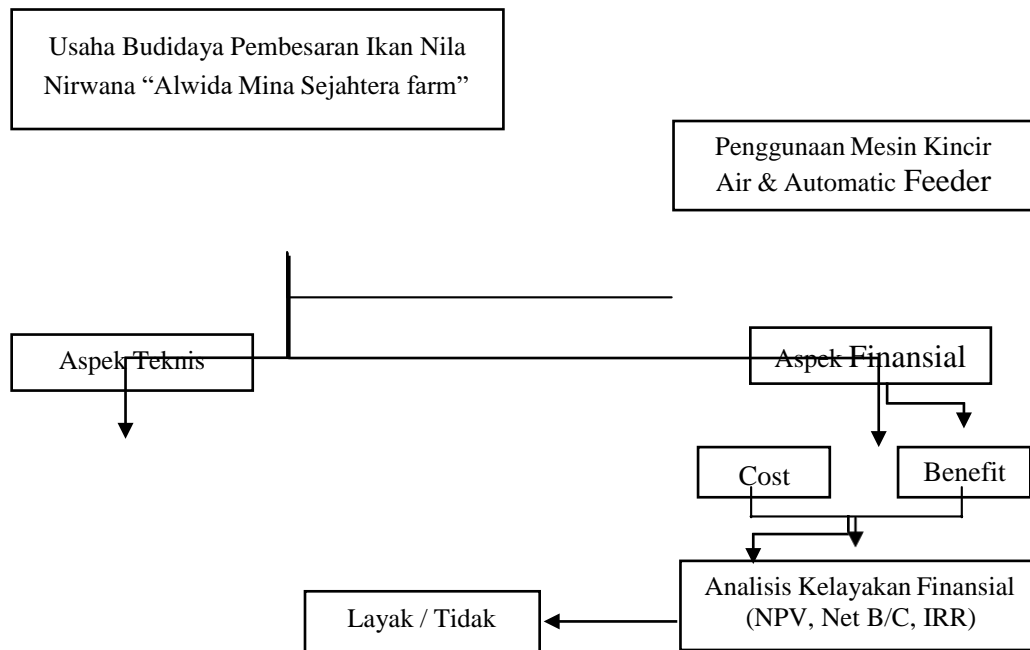 Usaha Budidaya Pembesaran Ikan Nila
Nirwana “Alwida Mina Sejahtera farm”
Penggunaan Mesin Kincir
Air & Automatic Feeder
Aspek Teknis
Aspek Finansial
Cost
Benefit
Analisis Kelayakan Finansial
(NPV, Net B/C, IRR)
Layak / Tidak